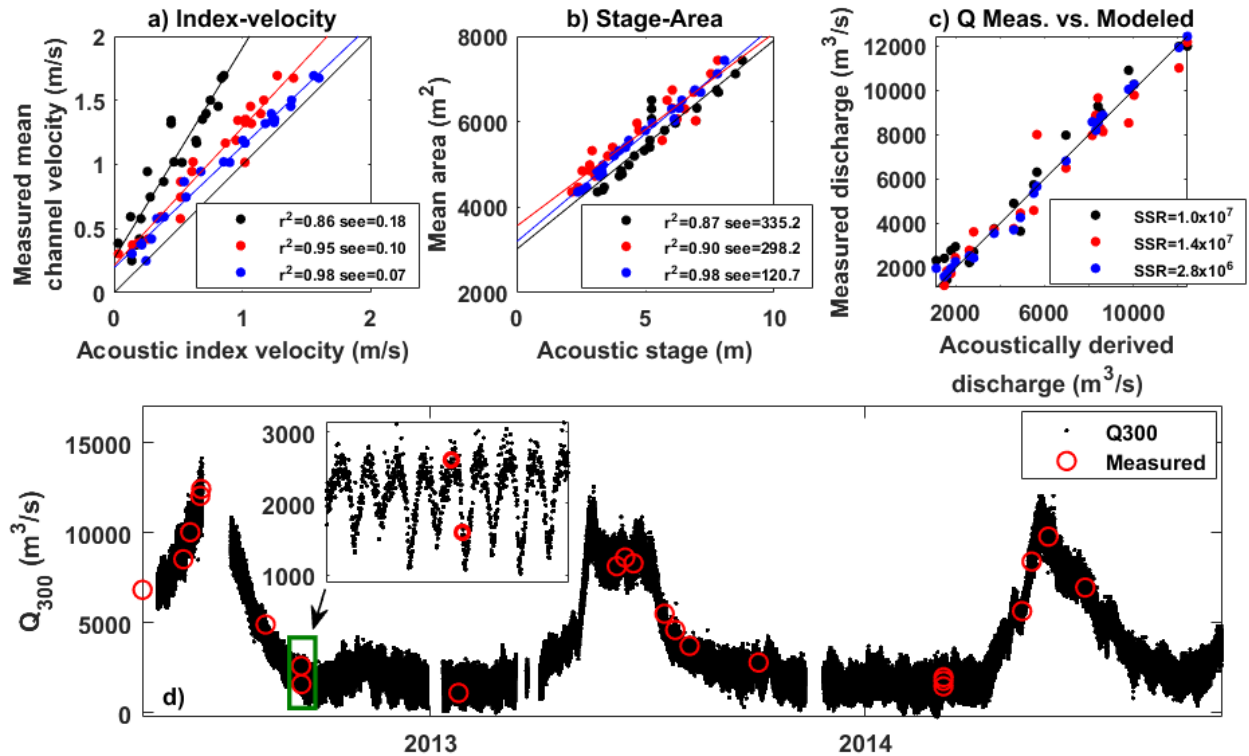 a) Index-velocity
Measured mean
channel velocity (m/s)
2
1.5
1
0.5
0
r²=0.86 see=0.18
r²=0.95 see=0.10
r²=0.98 see=0.07
0
1
2
Acoustic index velocity (m/s)
b) Stage-Area
Mean area (m²)
8000
6000
4000
2000
r²=0.87 see=335.2
r²=0.90 see=298.2
r²=0.98 see=120.7
0
5
10
Acoustic stage (m)
c) Q Meas. vs. Modeled
Measured discharge (m³/s)
12000
10000
8000
6000
4000
2000
SSR=1.0x10⁷
SSR=1.4x10⁷
SSR=2.8x10⁶
2000
6000
10000
Acoustically derived
discharge (m³/s)
Q₃₀₀ (m³/s)
15000
10000
5000
0
3000
2000
1000
Q300
Measured
d)
2013
2014